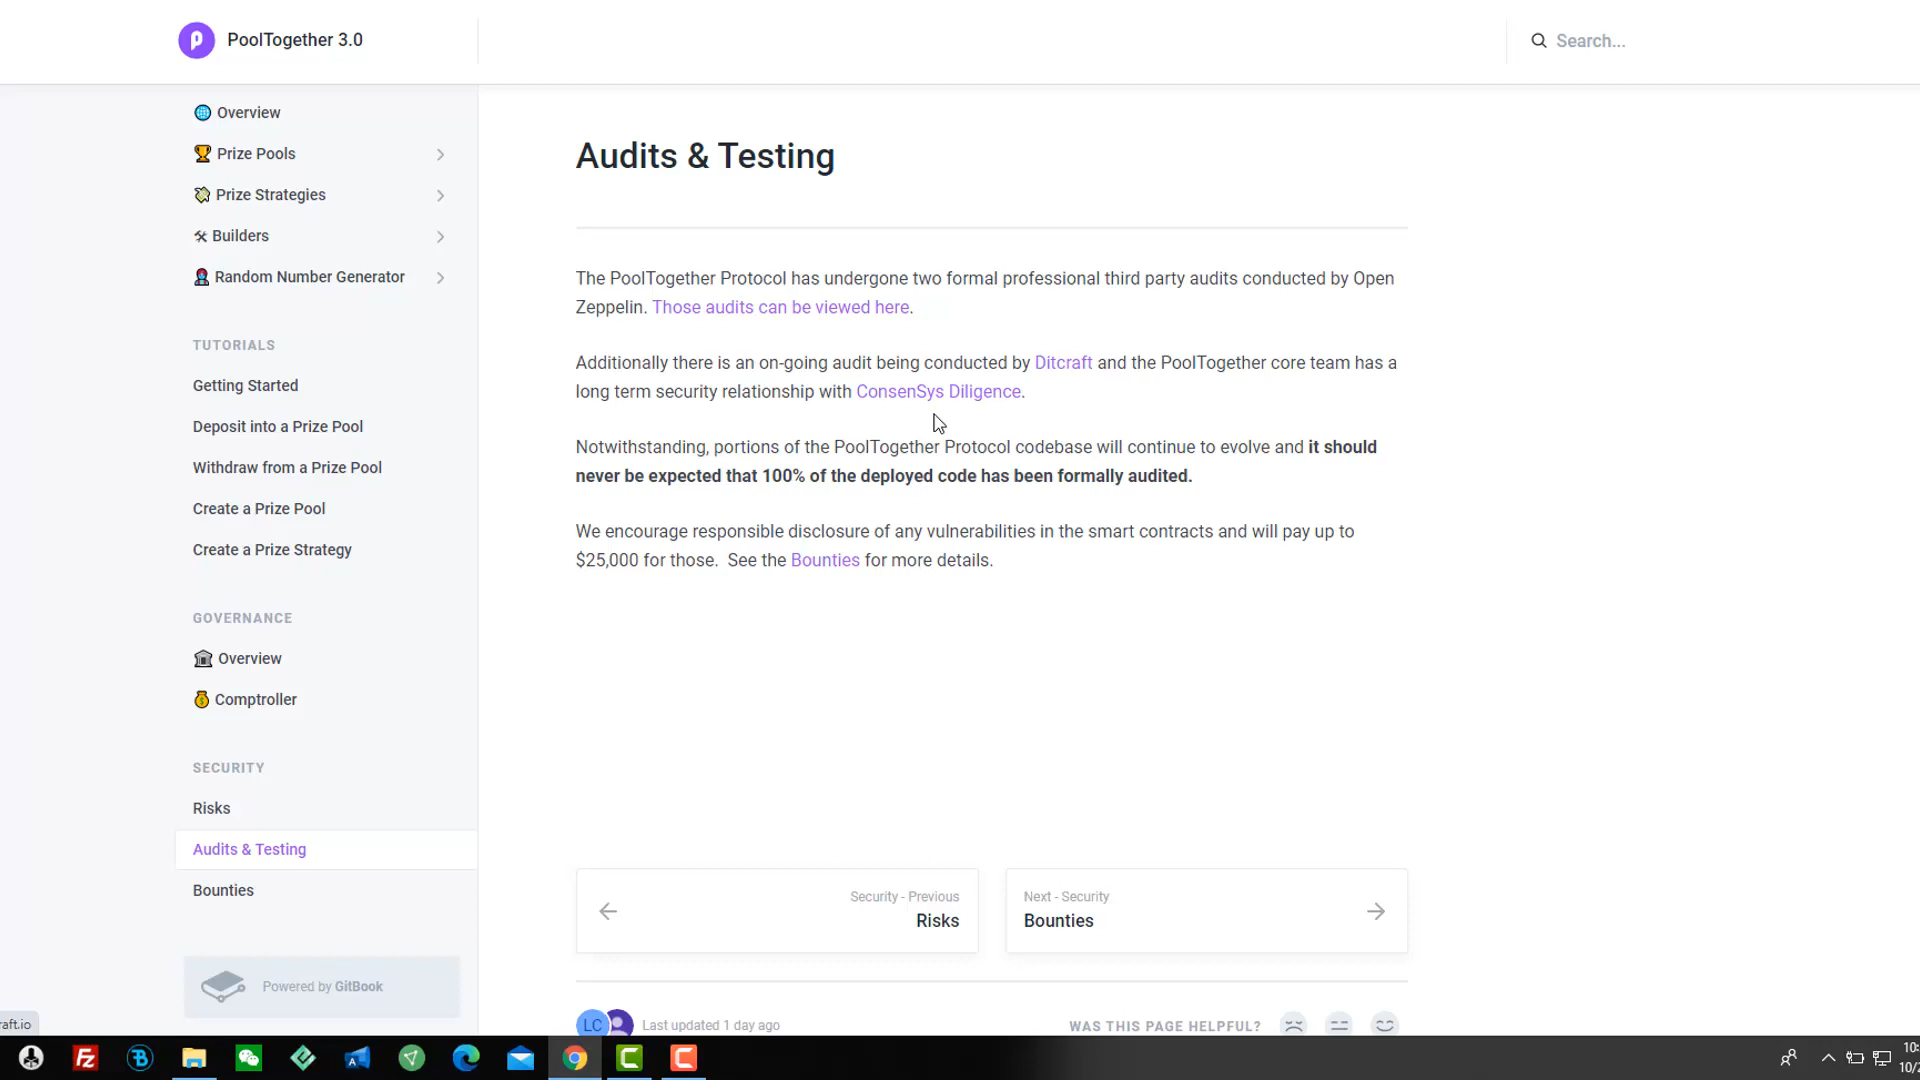 PoolTogether 3.0
Search...
Overview
Prize Pools
Prize Strategies
Builders
Random Number Generator
TUTORIALS
Getting Started
Deposit into a Prize Pool
Withdraw from a Prize Pool
Create a Prize Pool
Create a Prize Strategy
GOVERNANCE
Overview
Comptroller
SECURITY
Risks
Audits & Testing
Bounties
Powered by GitBook
raft.io
Audits & Testing
The PoolTogether Protocol has undergone two formal professional third party audits conducted by Open
Zeppelin. Those audits can be viewed here.
Additionally there is an on-going audit being conducted by Ditcraft and the PoolTogether core team has a
long term security relationship with ConsenSys Diligence.
Notwithstanding, portions of the PoolTogether Protocol codebase will continue to evolve and it should
never be expected that 100% of the deployed code has been formally audited.
We encourage responsible disclosure of any vulnerabilities in the smart contracts and will pay up to
$25,000 for those. See the Bounties for more details.
Security - Previous
Risks
Next - Security
Bounties
LC
Last updated 1 day ago
WAS THIS PAGE HELPFUL?
10:
10/